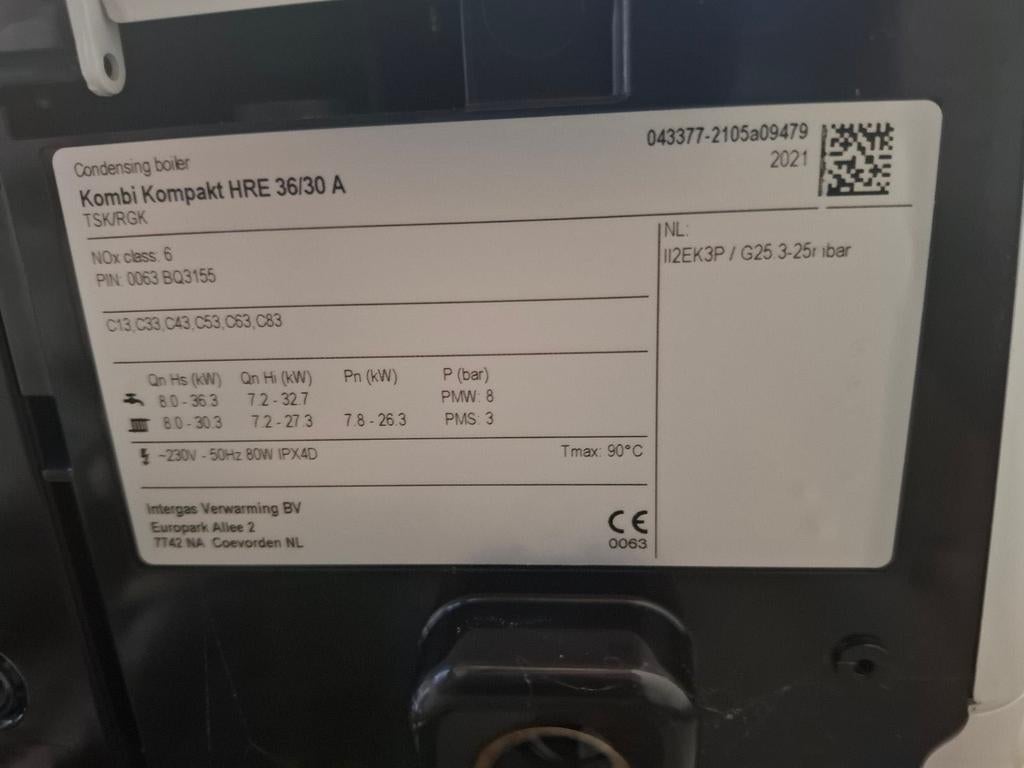 Condensing boiler
Kombi Kompakt HRE 36/30 A
TSK/RGK
043377-2105a09479
2021
NOx class: 6
PIN: 0063 BQ3155
C13,C33,C43,C53,C63,C83
Qn Hs (kW) Qn Hi (kW) Pn (kW) P (bar)
8.0 - 36.3 7.2 - 32.7 PMW: 8
8.0 - 30.3 7.2 - 27.3 7.8 - 26.3 PMS: 3
~230V - 50Hz 80W IPX4D Tmax: 90°C
Intergas Verwarming BV
Europark Allee 2
7742 NA Coevorden NL
CE
0063
NL:
II2EK3P / G25.3-25mbar